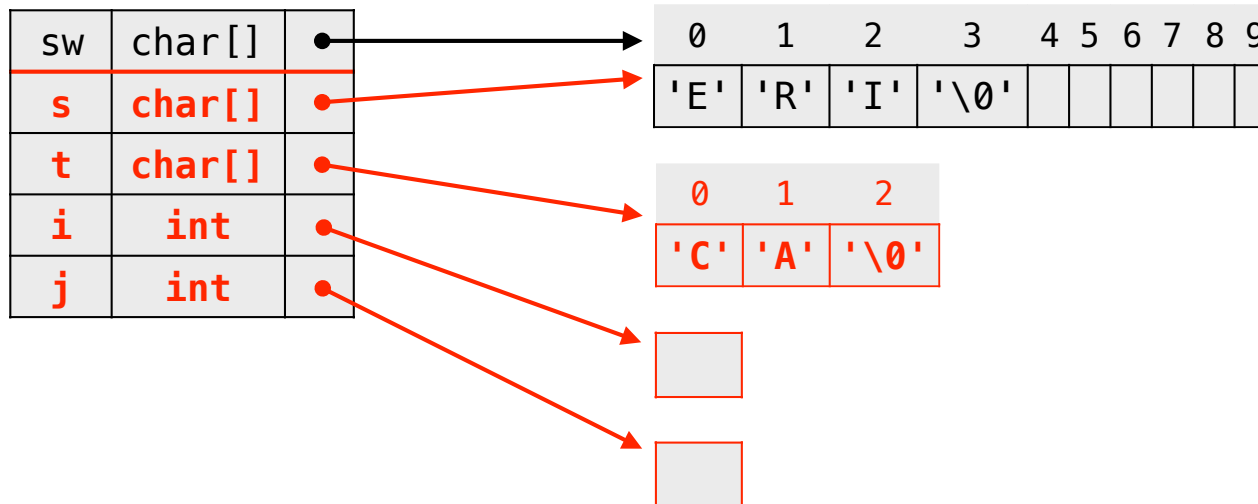 sw char[] 0 1 2 3 4 5 6 7 8 9
s char[] 'E' 'R' 'I' '\0'
t char[] 0 1 2
i int 'C' 'A' '\0'
j int